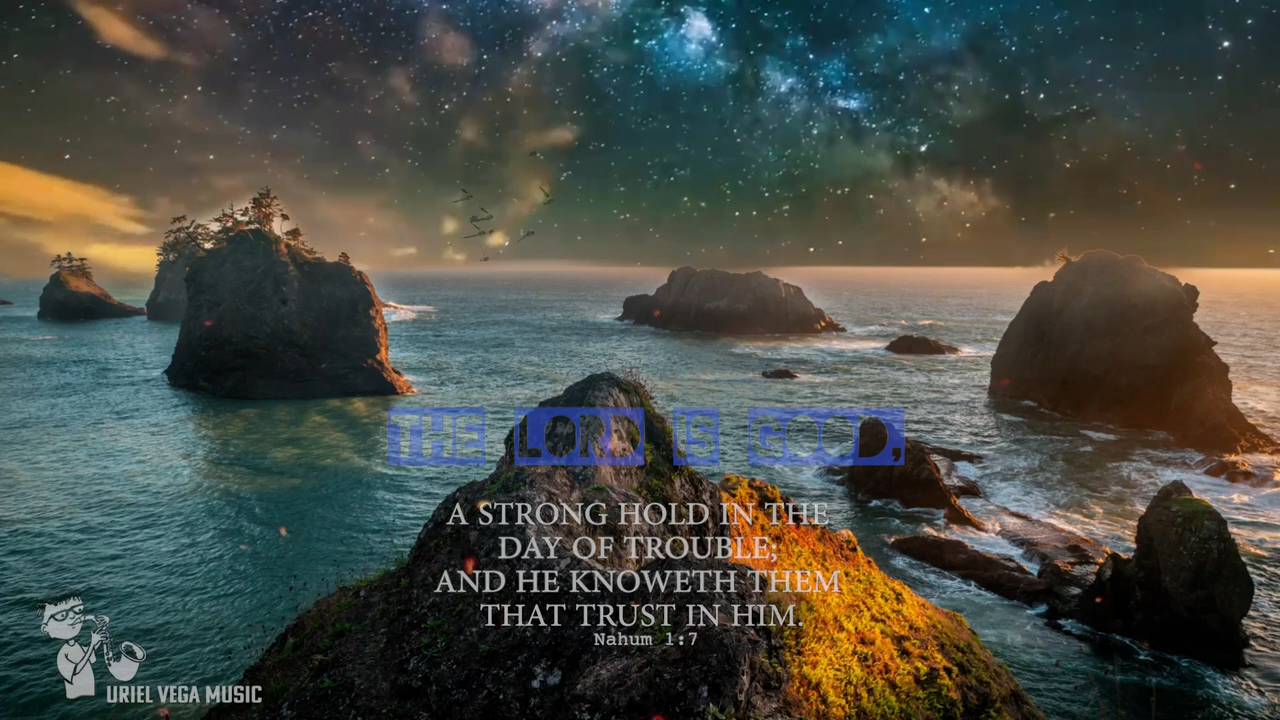 THE LORD IS GOOD,
A STRONG HOLD IN THE
DAY OF TROUBLE;
AND HE KNOWETH THEM
THAT TRUST IN HIM.
Nahum 1:7
URIEL VEGA MUSIC